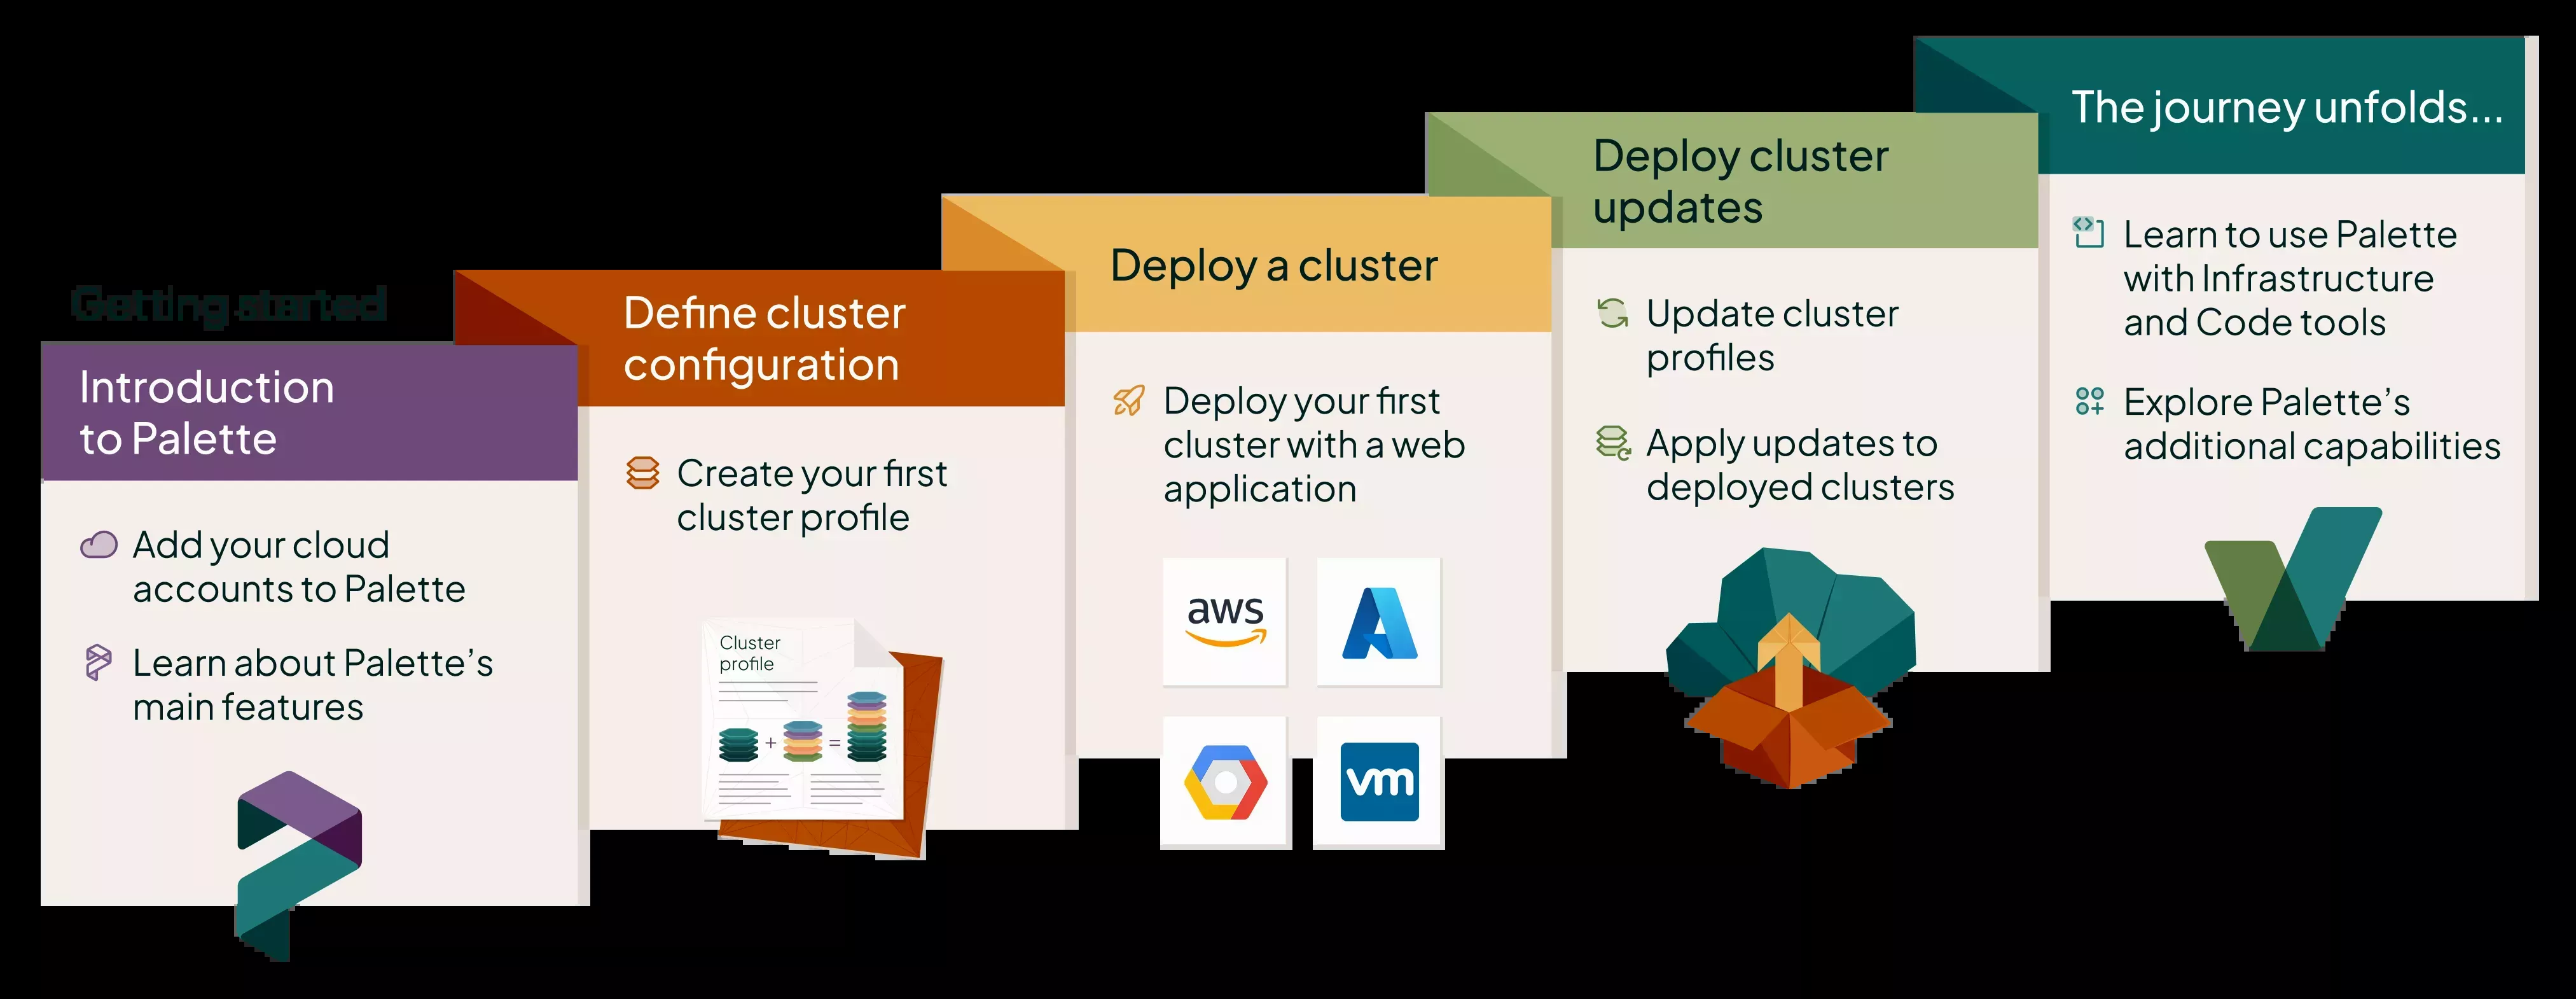 Getting started
Introduction
to Palette
Add your cloud
accounts to Palette
Learn about Palette’s
main features
Define cluster
configuration
Create your first
cluster profile
Cluster
profile
+
=
Deploy a cluster
Deploy your first
cluster with a web
application
aws
vm
Deploy cluster
updates
Update cluster
profiles
Apply updates to
deployed clusters
The journey unfolds...
Learn to use Palette
with Infrastructure
and Code tools
Explore Palette’s
additional capabilities